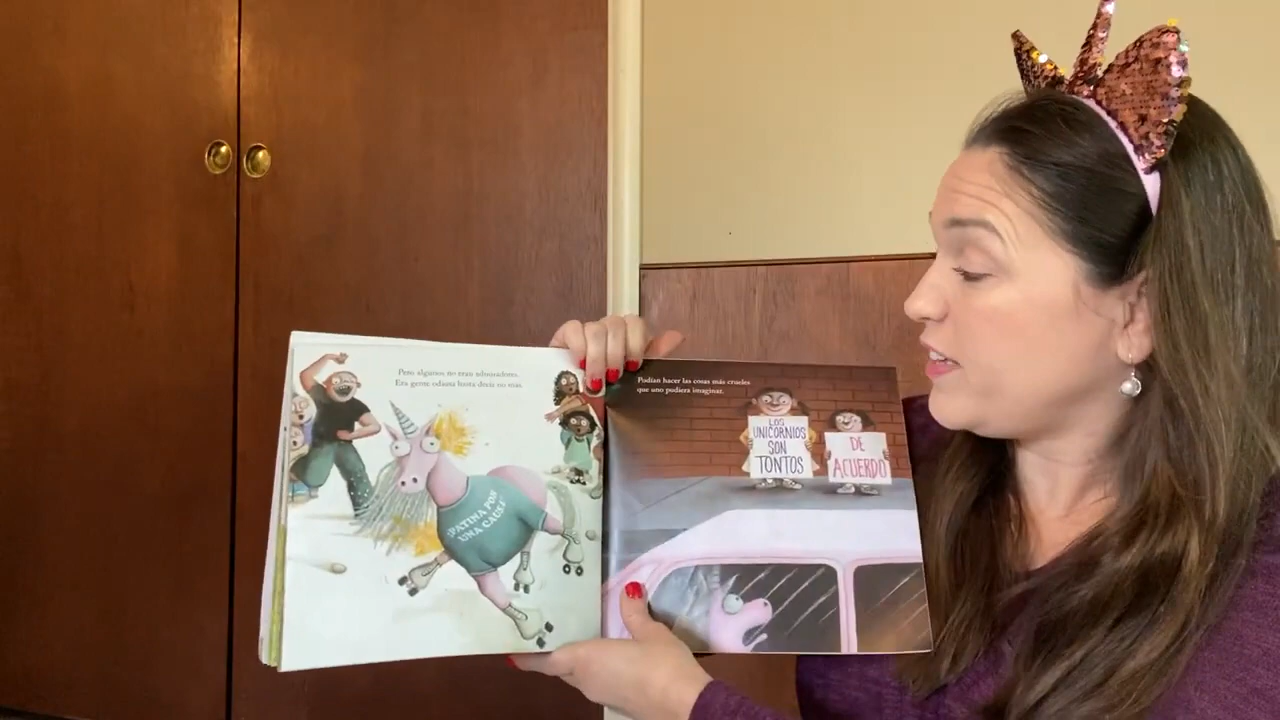 Pero algunos no eran admiradores.
Era gente odiosa hasta decir no más.
¡PATINA POR
UNA CAUSA!
Podían hacer las cosas más crueles
que uno pudiera imaginar.
LOS
UNICORNIOS
SON
TONTOS
DE
ACUERDO